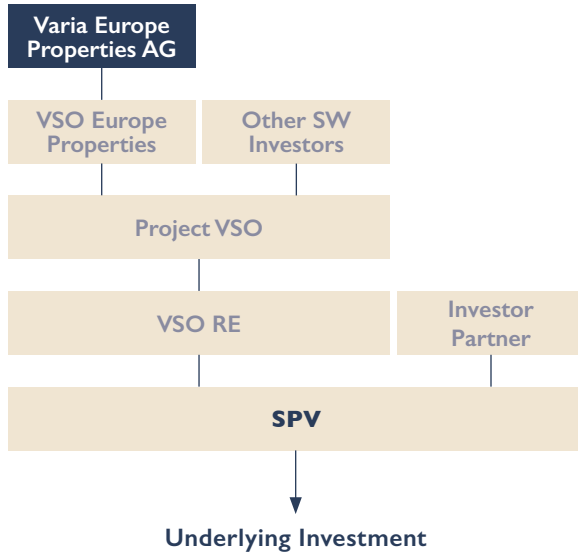 Varia Europe
Properties AG
VSO Europe
Properties
Other SW
Investors
Project VSO
VSO RE
Investor
Partner
SPV
Underlying Investment